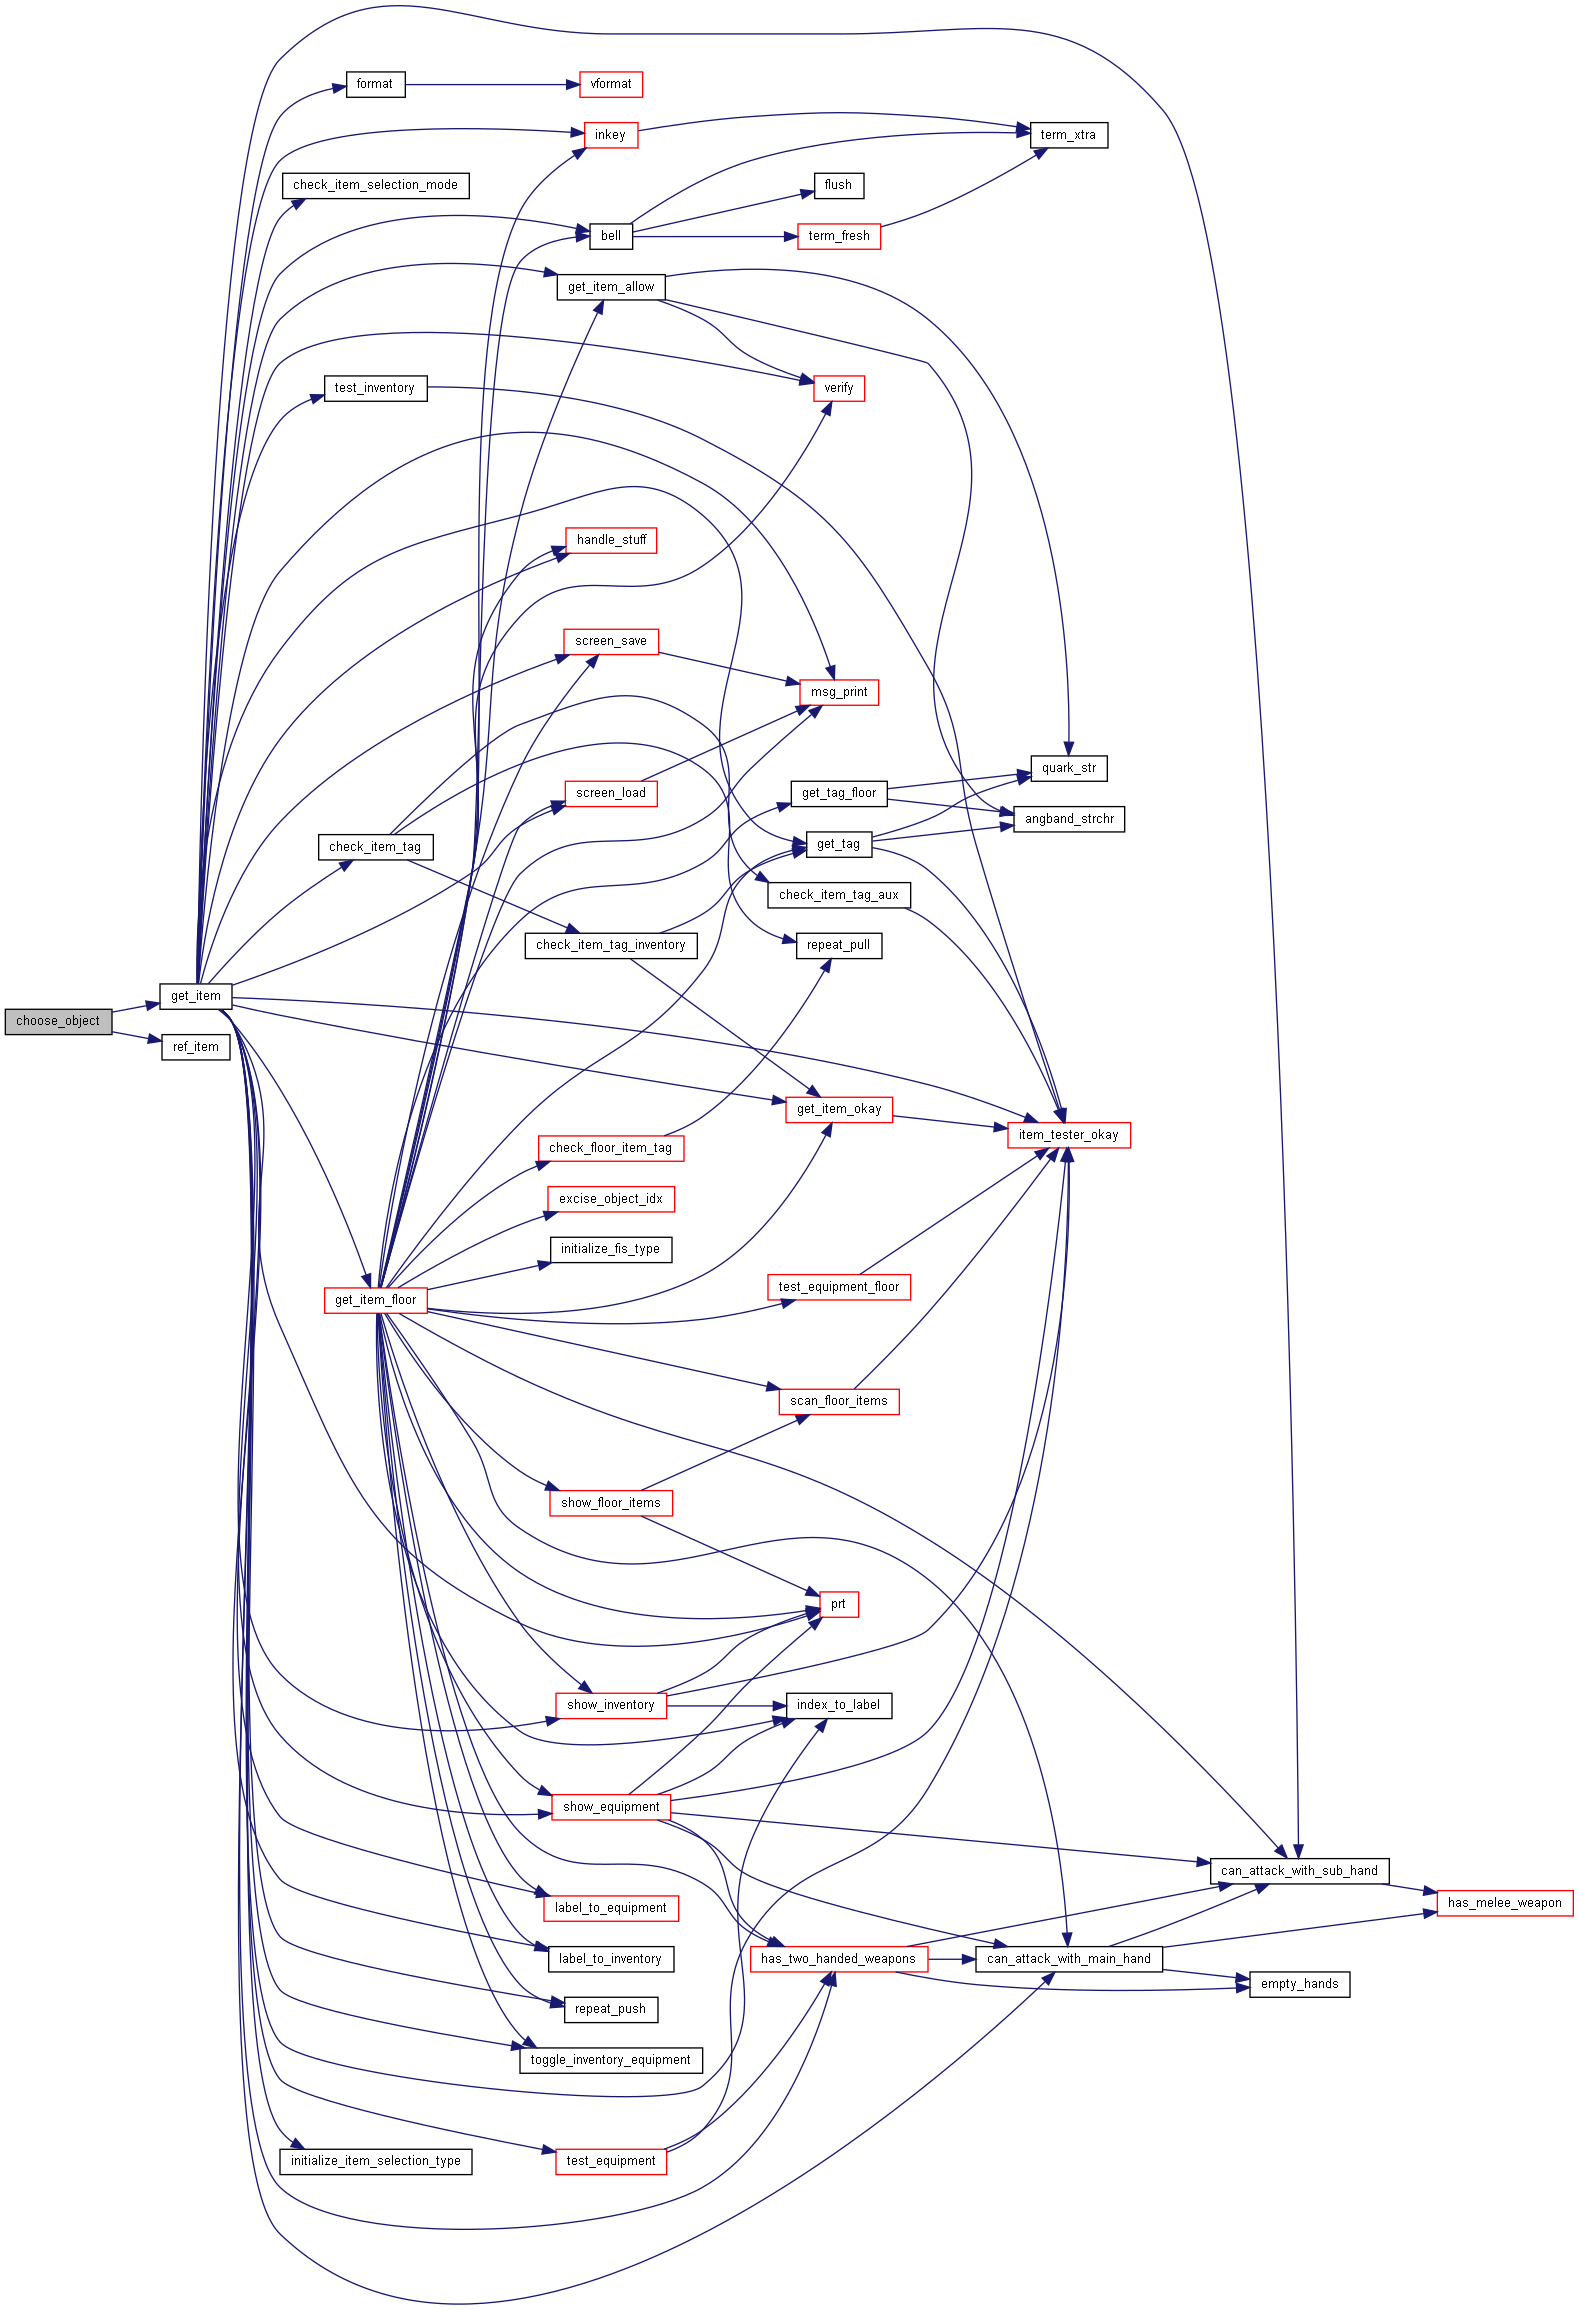 format
vformat
inkey
term_xtra
check_item_selection_mode
flush
bell
term_fresh
get_item_allow
test_inventory
verify
handle_stuff
screen_save
msg_print
quark_str
screen_load
get_tag_floor
angband_strchr
check_item_tag
get_tag
check_item_tag_aux
check_item_tag_inventory
repeat_pull
get_item
choose_object
ref_item
get_item_okay
item_tester_okay
check_floor_item_tag
excise_object_idx
initialize_fis_type
test_equipment_floor
get_item_floor
scan_floor_items
show_floor_items
prt
show_inventory
index_to_label
show_equipment
can_attack_with_sub_hand
has_melee_weapon
label_to_equipment
label_to_inventory
has_two_handed_weapons
can_attack_with_main_hand
empty_hands
repeat_push
toggle_inventory_equipment
initialize_item_selection_type
test_equipment